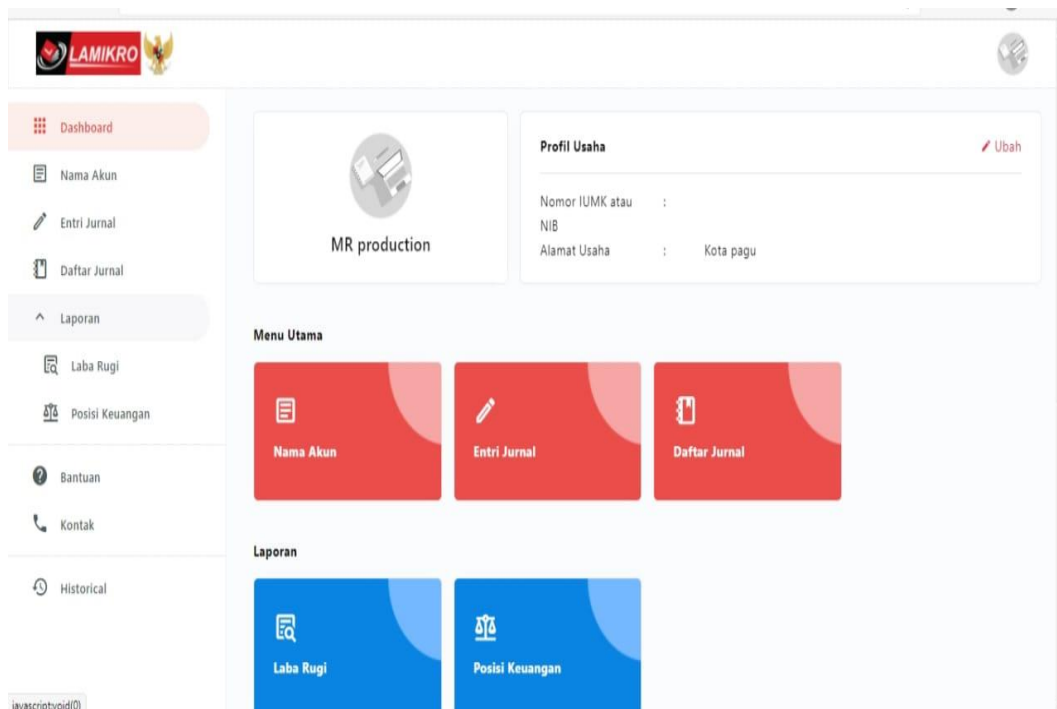 LAMIKRO
Dashboard
Nama Akun
Entri Jurnal
Daftar Jurnal
Laporan
Laba Rugi
Posisi Keuangan
Bantuan
Kontak
Historical
MR production
Profil Usaha
Ubah
Nomor IUMK atau :
NIB
Alamat Usaha : Kota pagu
Menu Utama
Nama Akun
Entri Jurnal
Daftar Jurnal
Laporan
Laba Rugi
Posisi Keuangan
javascript:void(0)